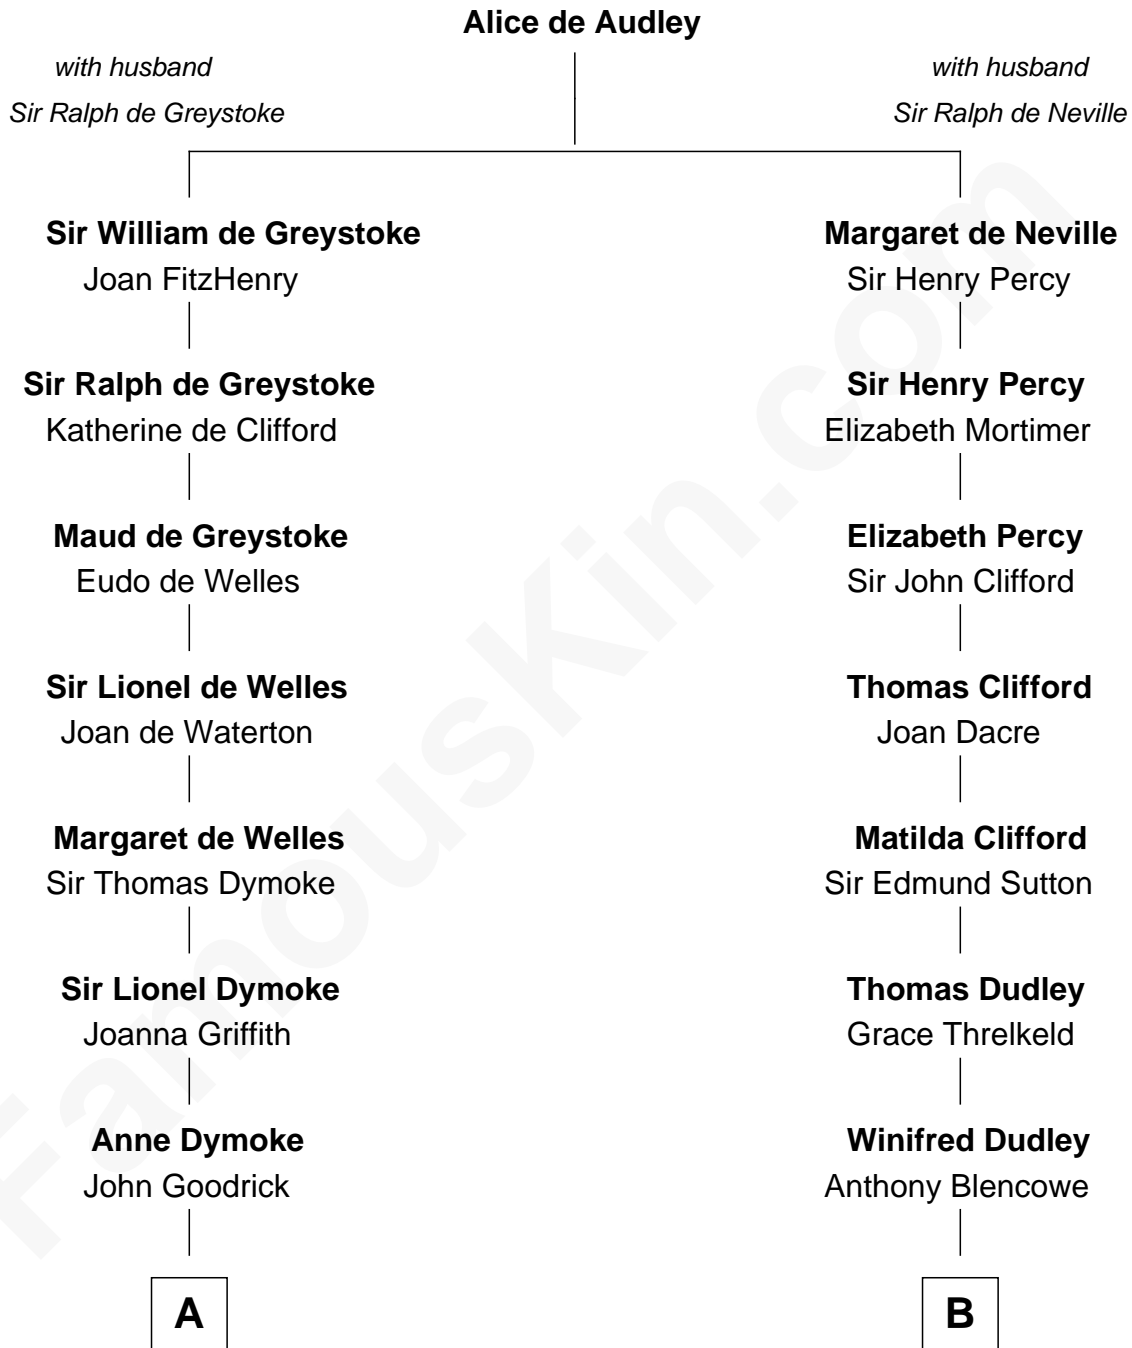 Alice de Audley
with husband
Sir Ralph de Greystoke
with husband
Sir Ralph de Neville
Sir William de Greystoke
Joan FitzHenry
Margaret de Neville
Sir Henry Percy
Sir Ralph de Greystoke
Katherine de Clifford
Sir Henry Percy
Elizabeth Mortimer
Maud de Greystoke
Eudo de Welles
Elizabeth Percy
Sir John Clifford
Sir Lionel de Welles
Joan de Waterton
Thomas Clifford
Joan Dacre
Margaret de Welles
Sir Thomas Dymoke
Matilda Clifford
Sir Edmund Sutton
Sir Lionel Dymoke
Joanna Griffith
Thomas Dudley
Grace Threlkeld
Anne Dymoke
John Goodrick
Winifred Dudley
Anthony Blencowe
A
B
FamousKin.com